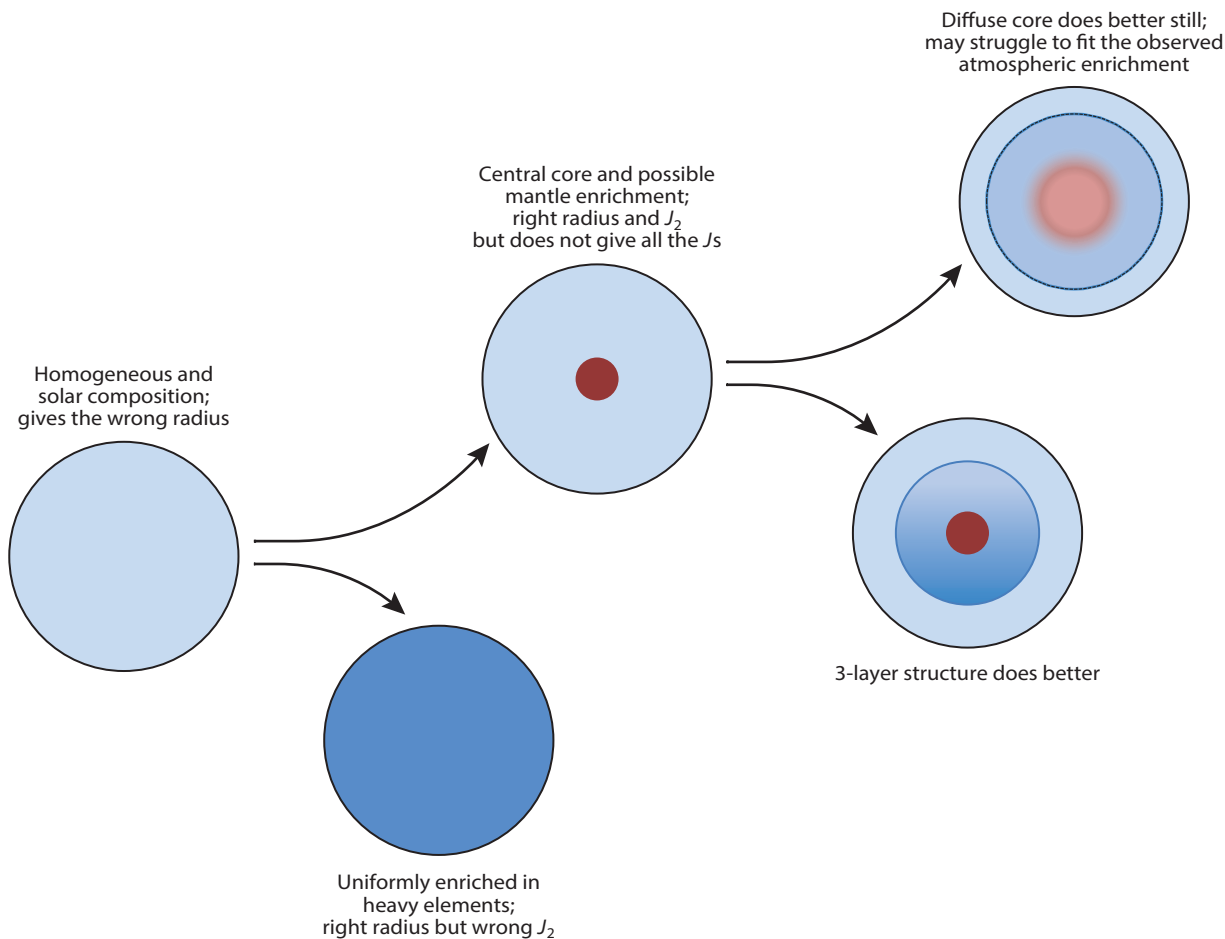 Diffuse core does better still;
may struggle to fit the observed
atmospheric enrichment
Central core and possible
mantle enrichment;
right radius and J2
but does not give all the Js
Homogeneous and
solar composition;
gives the wrong radius
3-layer structure does better
Uniformly enriched in
heavy elements;
right radius but wrong J2